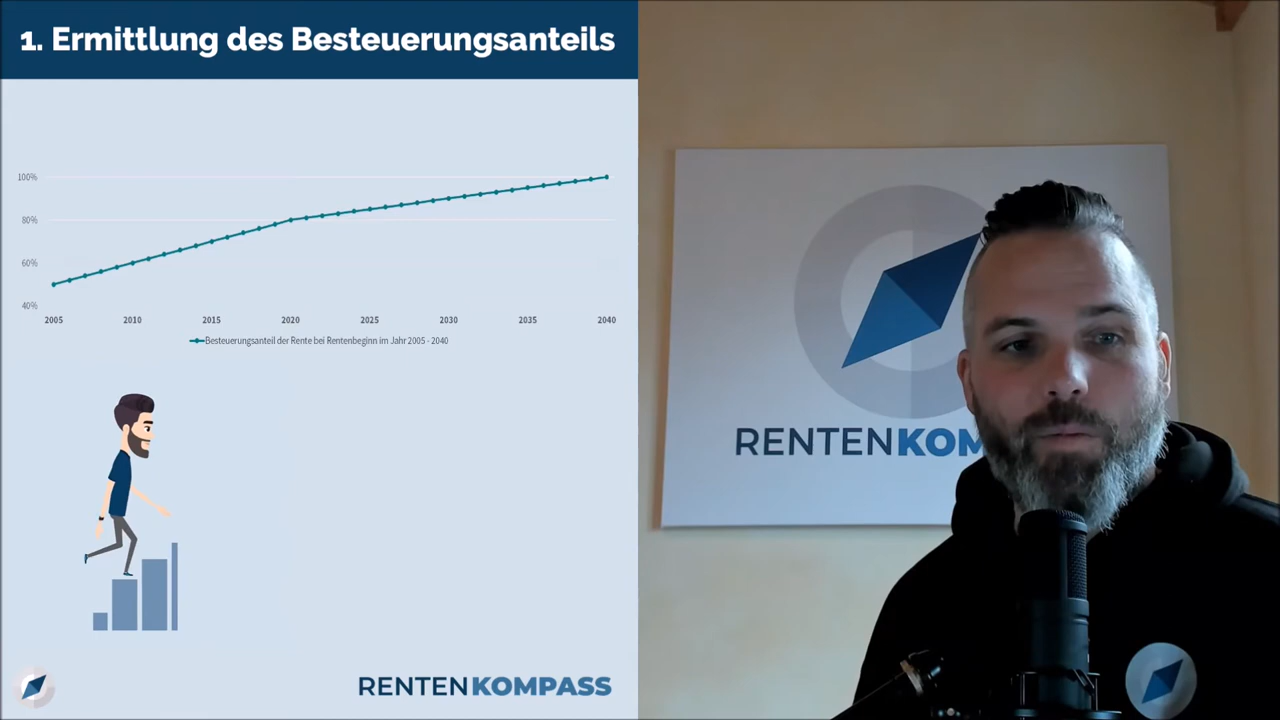 1. Ermittlung des Besteuerungsanteils
100%
80%
60%
40%
2005 2010 2015 2020 2025 2030 2035 2040
Besteuerungsanteil der Rente bei Rentenbeginn im Jahr 2005 - 2040
RENTENKOMPASS
RENTENKOM